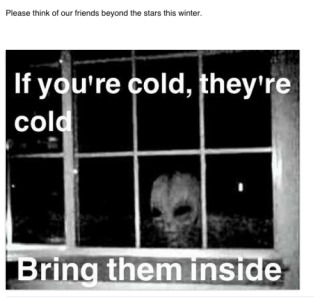 Please think of our friends beyond the stars this winter.
If you're cold, they're
cold
Bring them inside